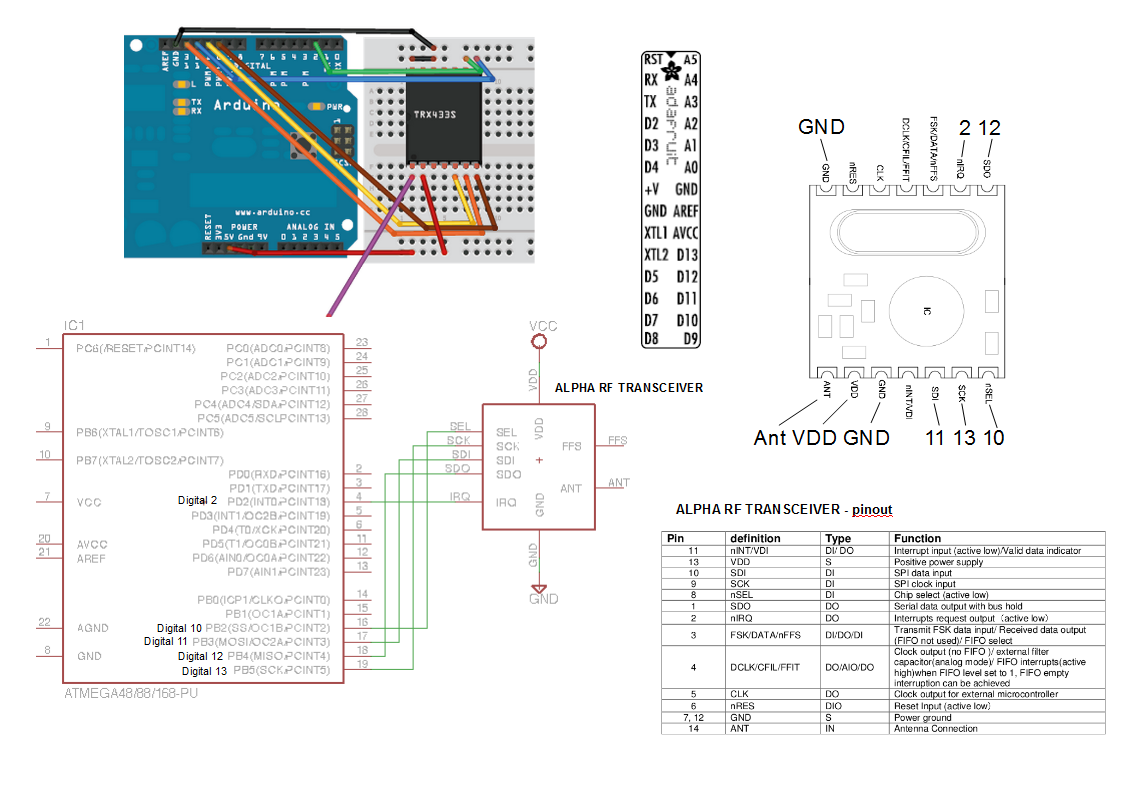 AREF
GND
13
12
7 6 5 4 3 2 1 0
DIGITAL
PWM
PWM
PWM
L
TX
RX
Arduino
PWR
www.arduino.cc
RESET
3V3
POWER
5V Gnd 9V
ANALOG IN
0 1 2 3 4 5
TRX433S
RST A5
RX A4
TX A3
D2 A2
D3 A1
D4 A0
+V GND
GND AREF
XTL1 AVCC
XTL2 D13
D5 D12
D6 D11
D7 D10
D8 D9
adafruit
GND
2 12
GND
nRES
CLK
DCLK/CFIL/FFIT
FSK/DATA/nFFS
nIRQ
SDO
IC
ANT
VDD
GND
nINT/VDI
SDI
SCK
nSEL
Ant VDD GND
11 13 10
IC1
1 PC6(/RESET/PCINT14)
9 PB6(XTAL1/TOSC1/PCINT6)
10 PB7(XTAL2/TOSC2/PCINT7)
7 VCC
20 AVCC
21 AREF
22 AGND
8 GND
PC0(ADC0/PCINT8) 23
PC1(ADC1/PCINT9) 24
PC2(ADC2/PCINT10) 25
PC3(ADC3/PCINT11) 26
PC4(ADC4/SDA/PCINT12) 27
PC5(ADC5/SCL/PCINT13) 28
PD0(RXD/PCINT16) 2
PD1(TXD/PCINT17) 3
Digital 2 PD2(INT0/PCINT18) 4
PD3(INT1/OC2B/PCINT19) 5
PD4(T0/XCK/PCINT20) 6
PD5(T1/OC0B/PCINT21) 11
PD6(AIN0/OC0A/PCINT22) 12
PD7(AIN1/PCINT23) 13
PB0(ICP1/CLKO/PCINT0) 14
PB1(OC1A/PCINT1) 15
Digital 10 PB2(SS/OC1B/PCINT2) 16
Digital 11 PB3(MOSI/OC2A/PCINT3) 17
Digital 12 PB4(MISO/PCINT4) 18
Digital 13 PB5(SCK/PCINT5) 19
ATMEGA48/88/168-PU
VCC
VDD
ALPHA RF TRANSCEIVER
SEL
SCK
SDI
SDO
IRQ
SEL
SCK
SDI
SDO
IRQ
VDD
+
GND
FFS
ANT
FFS
ANT
GND
GND
ALPHA RF TRANSCEIVER - pinout
Pin definition Type Function
11 nINT/VDI DI/ DO Interrupt input (active low)/Valid data indicator
13 VDD S Positive power supply
10 SDI DI SPI data input
9 SCK DI SPI clock input
8 nSEL DI Chip select (active low)
1 SDO DO Serial data output with bus hold
2 nIRQ DO Interrupts request output（active low）
3 FSK/DATA/nFFS DI/DO/DI Transmit FSK data input/ Received data output
(FIFO not used)/ FIFO select
4 DCLK/CFIL/FFIT DO/AIO/DO Clock output (no FIFO )/ external filter
capacitor(analog mode)/ FIFO interrupts(active
high)when FIFO level set to 1, FIFO empty
interruption can be achieved
5 CLK DO Clock output for external microcontroller
6 nRES DIO Reset Input (active low）
7, 12 GND S Power ground
14 ANT IN Antenna Connection